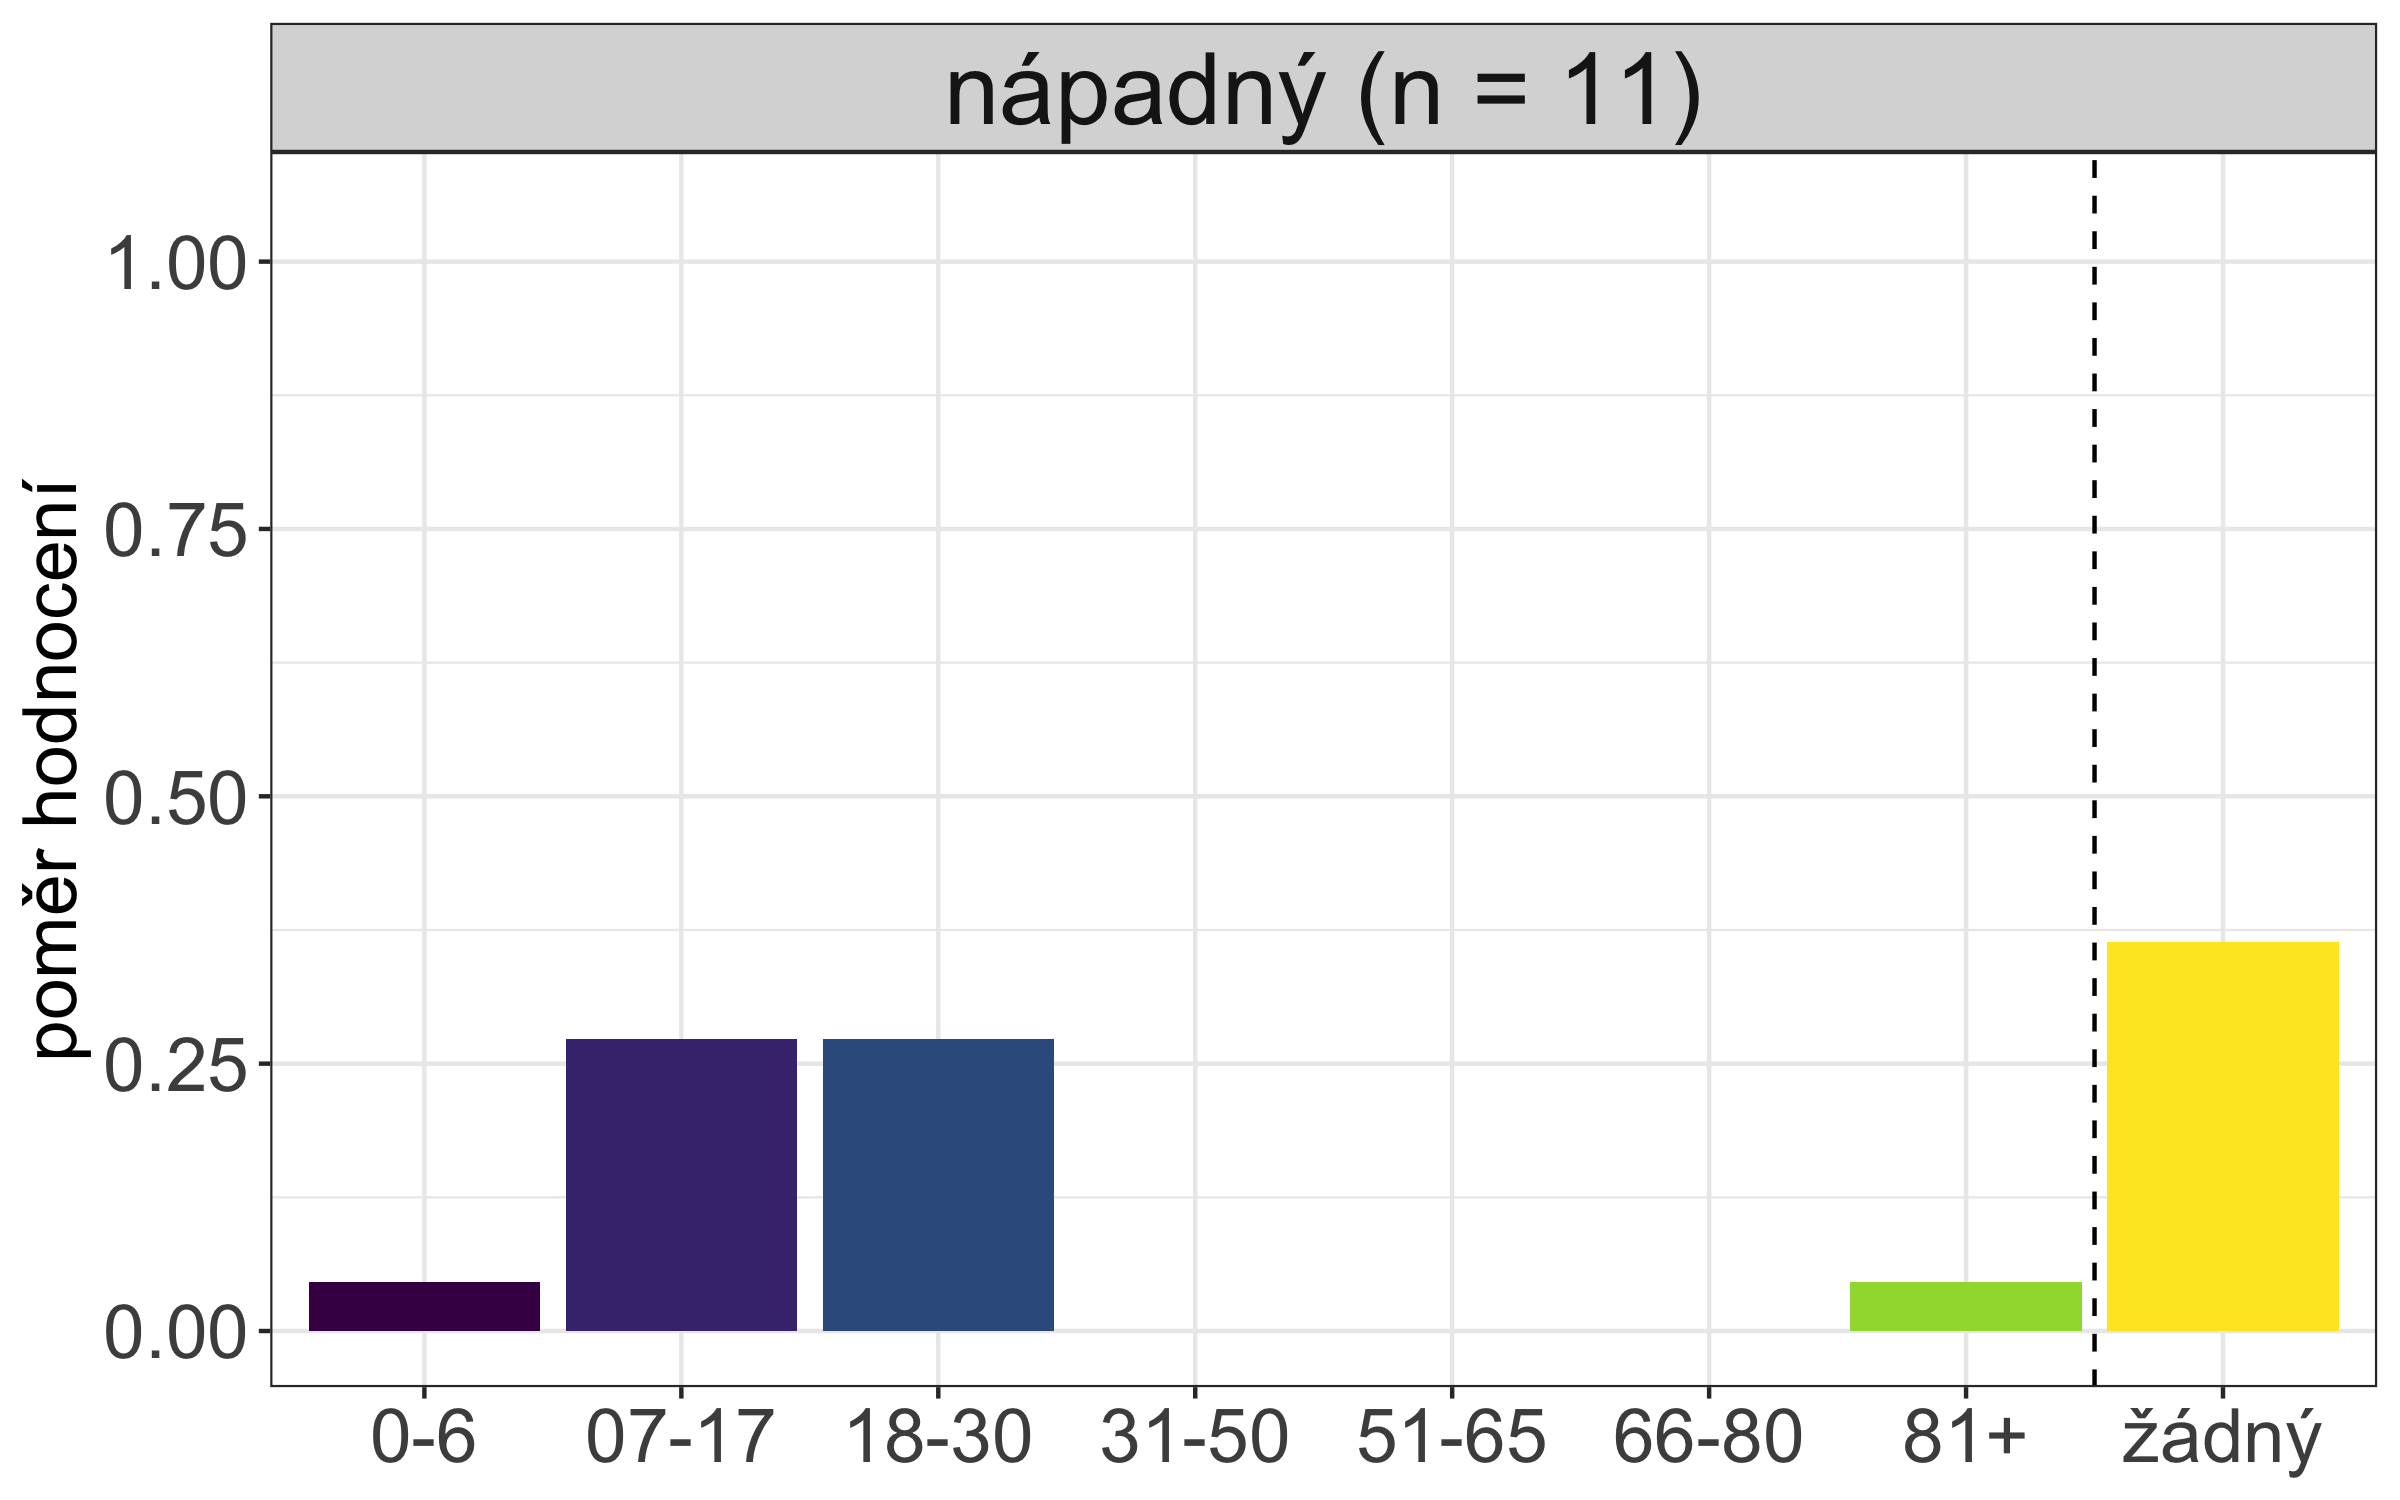 nápadný (n = 11)
poměr hodnocení
1.00
0.75
0.50
0.25
0.00
0-6 07-17 18-30 31-50 51-65 66-80 81+ žádný